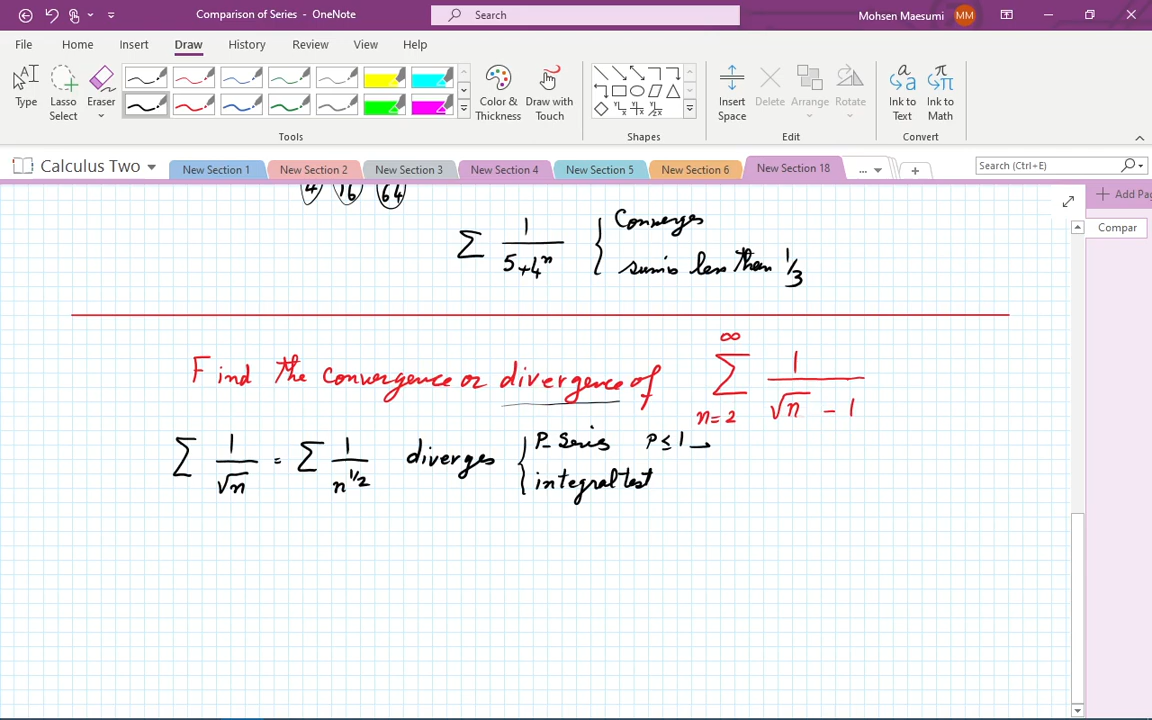 Comparison of Series - OneNote
Search
Mohsen Maesumi MM
File Home Insert Draw History Review View Help
Type Lasso Select Eraser Color & Thickness Draw with Touch Insert Space Delete Arrange Rotate Ink to Text Ink to Math
Tools Shapes Edit Convert
Calculus Two New Section 1 New Section 2 New Section 3 New Section 4 New Section 5 New Section 6 New Section 18 ... + Search (Ctrl+E)
+ Add Pag
Compar
4 16 64
∑ 1/(5+4^n) { Converges
sum is less than 1/3
Find the convergence or divergence of ∑_{n=2}^{∞} 1/(√n - 1)
∑ 1/√n = ∑ 1/n^{1/2} diverges { P- Series P ≤ 1 →
integral test